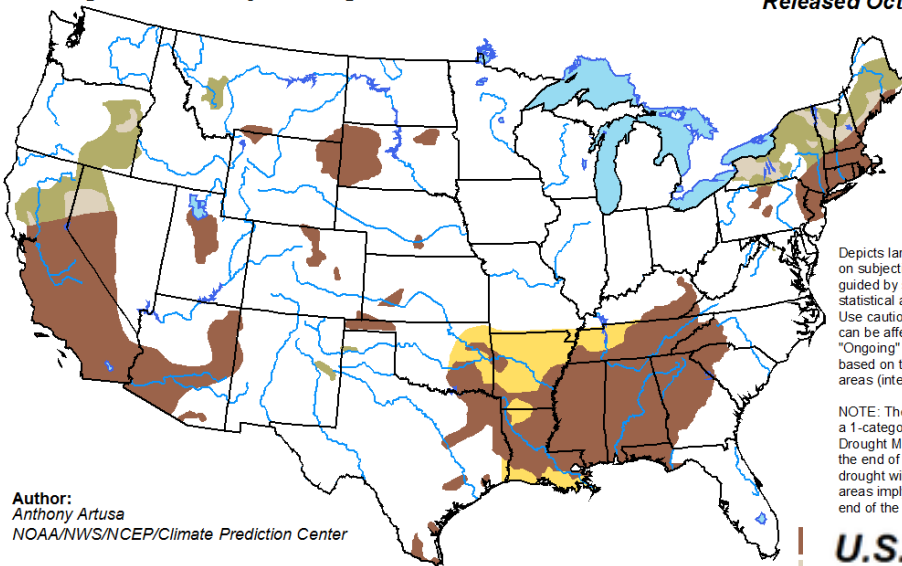 Released Oct
Depicts lar
on subject
guided by
statistical a
Use cautio
can be affe
"Ongoing"
based on t
areas (inte
NOTE: The
a 1-catego
Drought M
the end of
drought wi
areas impl
end of the
Author:
Anthony Artusa
NOAA/NWS/NCEP/Climate Prediction Center
U.S.